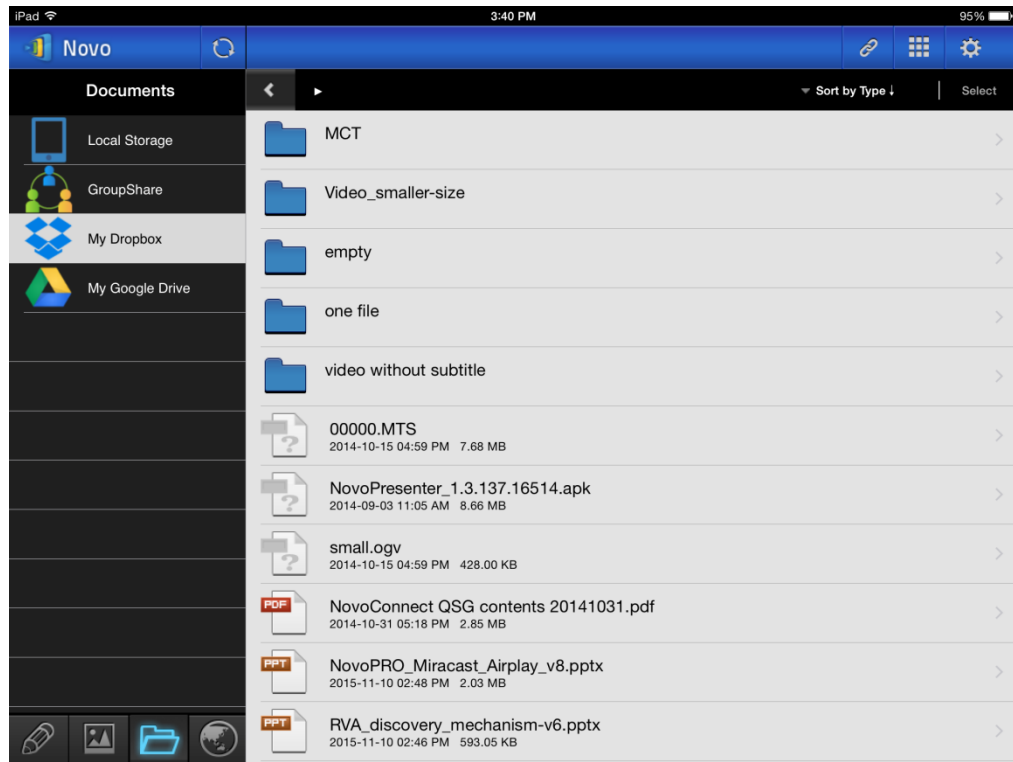 iPad 3:40 PM 95%
Novo
Documents
Sort by Type ↓ Select
Local Storage
GroupShare
My Dropbox
My Google Drive
MCT
Video_smaller-size
empty
one file
video without subtitle
00000.MTS
2014-10-15 04:59 PM 7.68 MB
NovoPresenter_1.3.137.16514.apk
2014-09-03 11:05 AM 8.66 MB
small.ogv
2014-10-15 04:59 PM 428.00 KB
PDF
NovoConnect QSG contents 20141031.pdf
2014-10-31 05:18 PM 2.85 MB
PPT
NovoPRO_Miracast_Airplay_v8.pptx
2015-11-10 02:48 PM 2.03 MB
PPT
RVA_discovery_mechanism-v6.pptx
2015-11-10 02:46 PM 593.05 KB